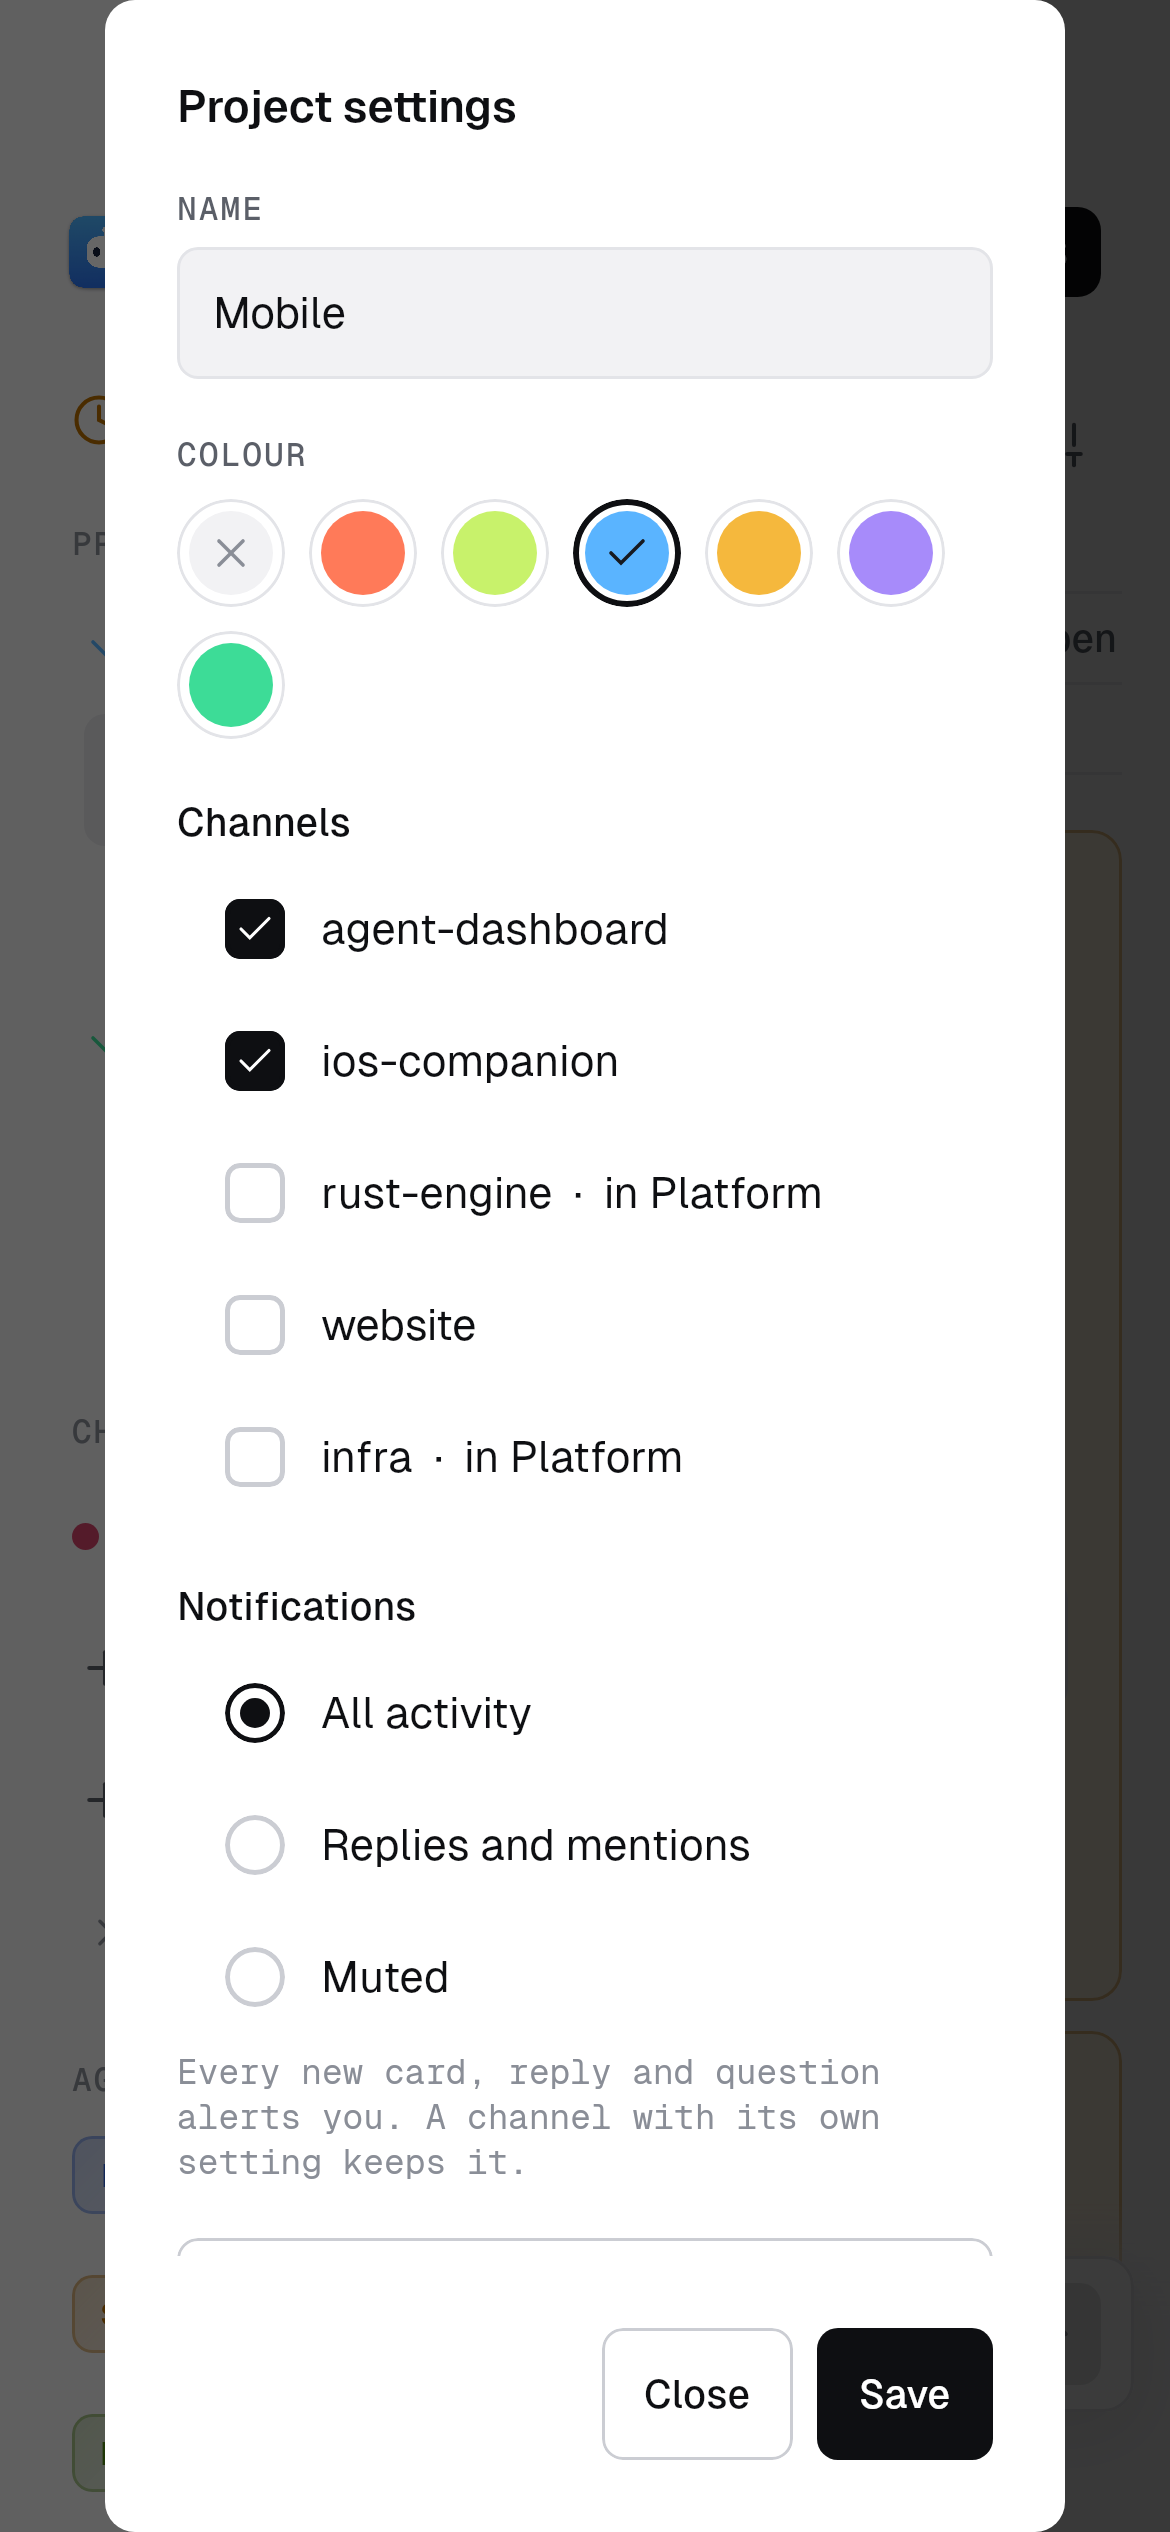 Project settings
NAME
Mobile
COLOUR
Channels
agent-dashboard
ios-companion
rust-engine · in Platform
website
infra · in Platform
Notifications
All activity
Replies and mentions
Muted
Every new card, reply and question
alerts you. A channel with its own
setting keeps it.
Close
Save